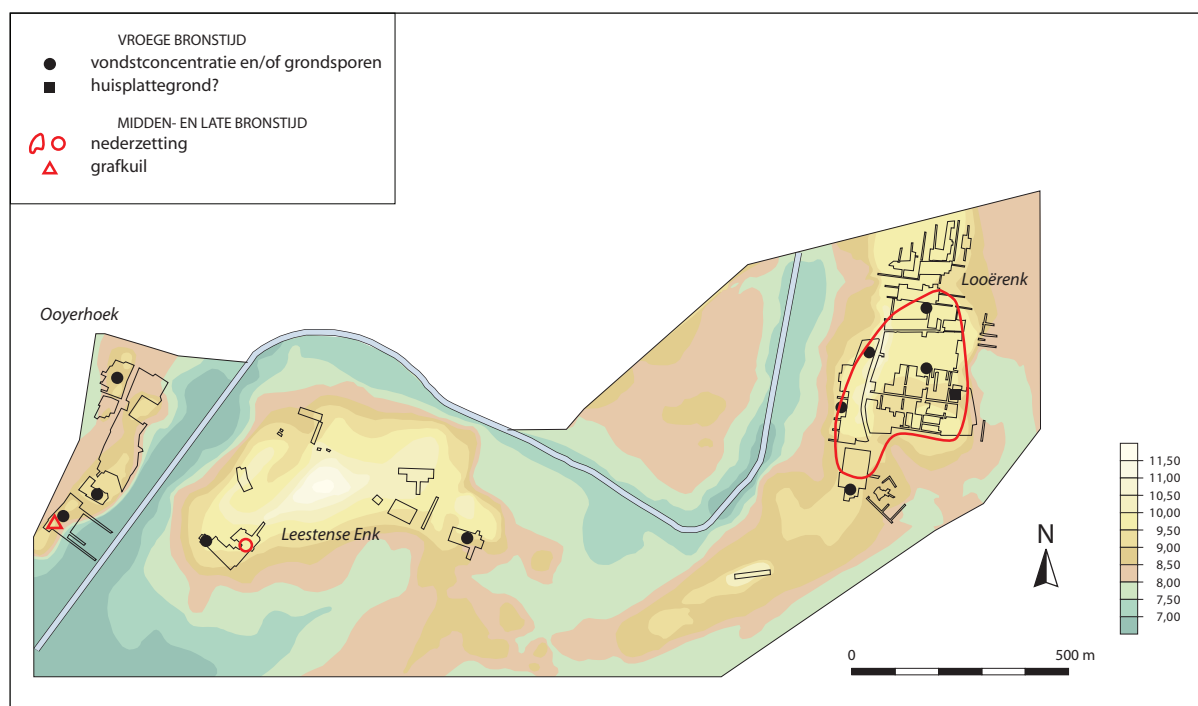 VROEGE BRONSTIJD
vondstconcentratie en/of grondsporen
huisplattegrond?
MIDDEN- EN LATE BRONSTIJD
nederzetting
grafkuil
Looërenk
Ooyerhoek
Leestense Enk
N
0 500 m
11,50
11,00
10,50
10,00
9,50
9,00
8,50
8,00
7,50
7,00